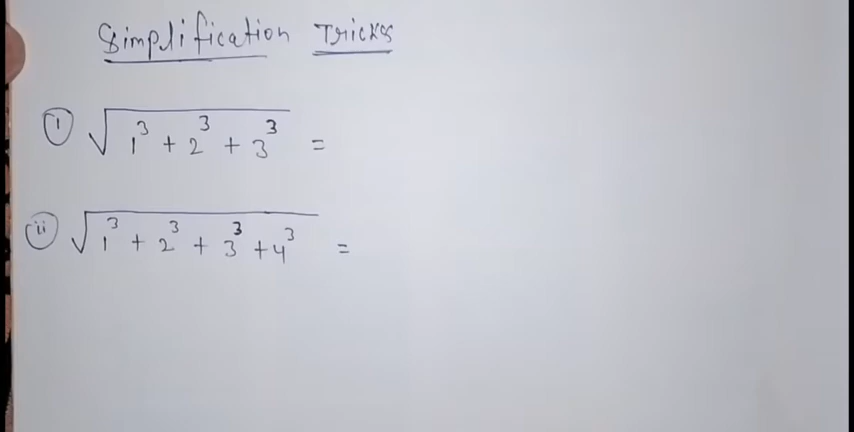 Simplification Tricks
(i) √(1³ + 2³ + 3³) =
(ii) √(1³ + 2³ + 3³ + 4³) =